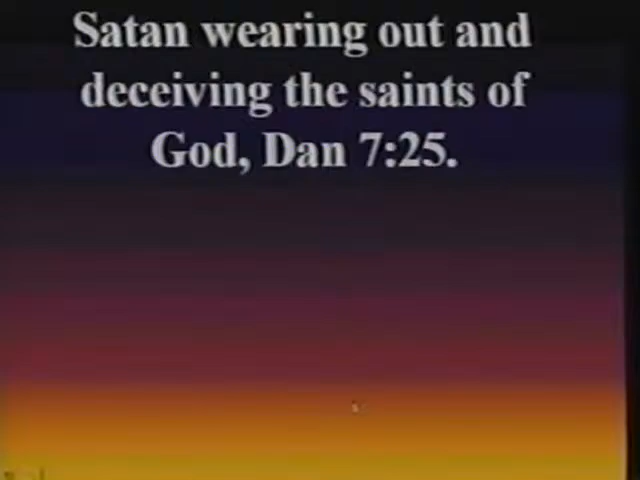 Satan wearing out and
deceiving the saints of
God, Dan 7:25.